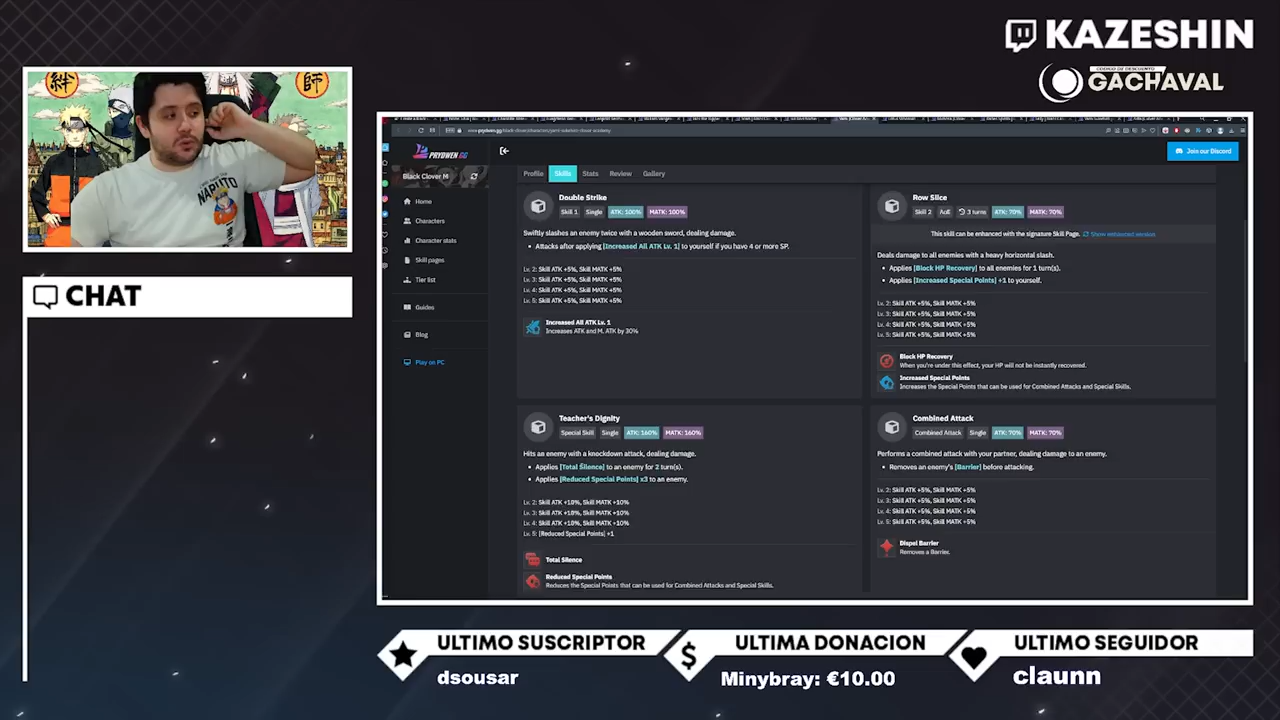 KAZESHIN
CODIGO DE DESCUENTO
GACHAVAL
絆
師
NARUTO
CHAT
PRYDWEN.GG
Join our Discord
Black Clover M
Home
Characters
Character stats
Skill pages
Tier list
Guides
Blog
Play on PC
Profile Skills Stats Review Gallery
Double Strike
Skill 1 Single ATK: 100% MATK: 100%
Swiftly slashes an enemy twice with a wooden sword, dealing damage.
Attacks after applying [Increased All ATK Lv. 1] to yourself if you have 4 or more SP.
Lv. 2: Skill ATK +5%, Skill MATK +5%
Lv. 3: Skill ATK +5%, Skill MATK +5%
Lv. 4: Skill ATK +5%, Skill MATK +5%
Lv. 5: Skill ATK +5%, Skill MATK +5%
Increased All ATK Lv. 1
Increases ATK and M. ATK by 30%
Row Slice
Skill 2 AoE 3 turns ATK: 70% MATK: 70%
This skill can be enhanced with the signature Skill Page. Show enhanced version
Deals damage to all enemies with a heavy horizontal slash.
Applies [Block HP Recovery] to all enemies for 1 turn(s).
Applies [Increased Special Points] +1 to yourself.
Lv. 2: Skill ATK +5%, Skill MATK +5%
Lv. 3: Skill ATK +5%, Skill MATK +5%
Lv. 4: Skill ATK +5%, Skill MATK +5%
Lv. 5: Skill ATK +5%, Skill MATK +5%
Block HP Recovery
When you're under this effect, your HP will not be instantly recovered.
Increased Special Points
Increases the Special Points that can be used for Combined Attacks and Special Skills.
Teacher's Dignity
Special Skill Single ATK: 160% MATK: 160%
Hits an enemy with a knockdown attack, dealing damage.
Applies [Total Silence] to an enemy for 2 turn(s).
Applies [Reduced Special Points] x3 to an enemy.
Lv. 2: Skill ATK +10%, Skill MATK +10%
Lv. 3: Skill ATK +10%, Skill MATK +10%
Lv. 4: Skill ATK +10%, Skill MATK +10%
Lv. 5: [Reduced Special Points] +1
Total Silence
Reduced Special Points
Reduces the Special Points that can be used for Combined Attacks and Special Skills.
Combined Attack
Combined Attack Single ATK: 70% MATK: 70%
Performs a combined attack with your partner, dealing damage to an enemy.
Removes an enemy's [Barrier] before attacking.
Lv. 2: Skill ATK +5%, Skill MATK +5%
Lv. 3: Skill ATK +5%, Skill MATK +5%
Lv. 4: Skill ATK +5%, Skill MATK +5%
Lv. 5: Skill ATK +5%, Skill MATK +5%
Dispel Barrier
Removes a Barrier.
ULTIMO SUSCRIPTOR
dsousar
ULTIMA DONACION
Minybray: €10.00
ULTIMO SEGUIDOR
claunn